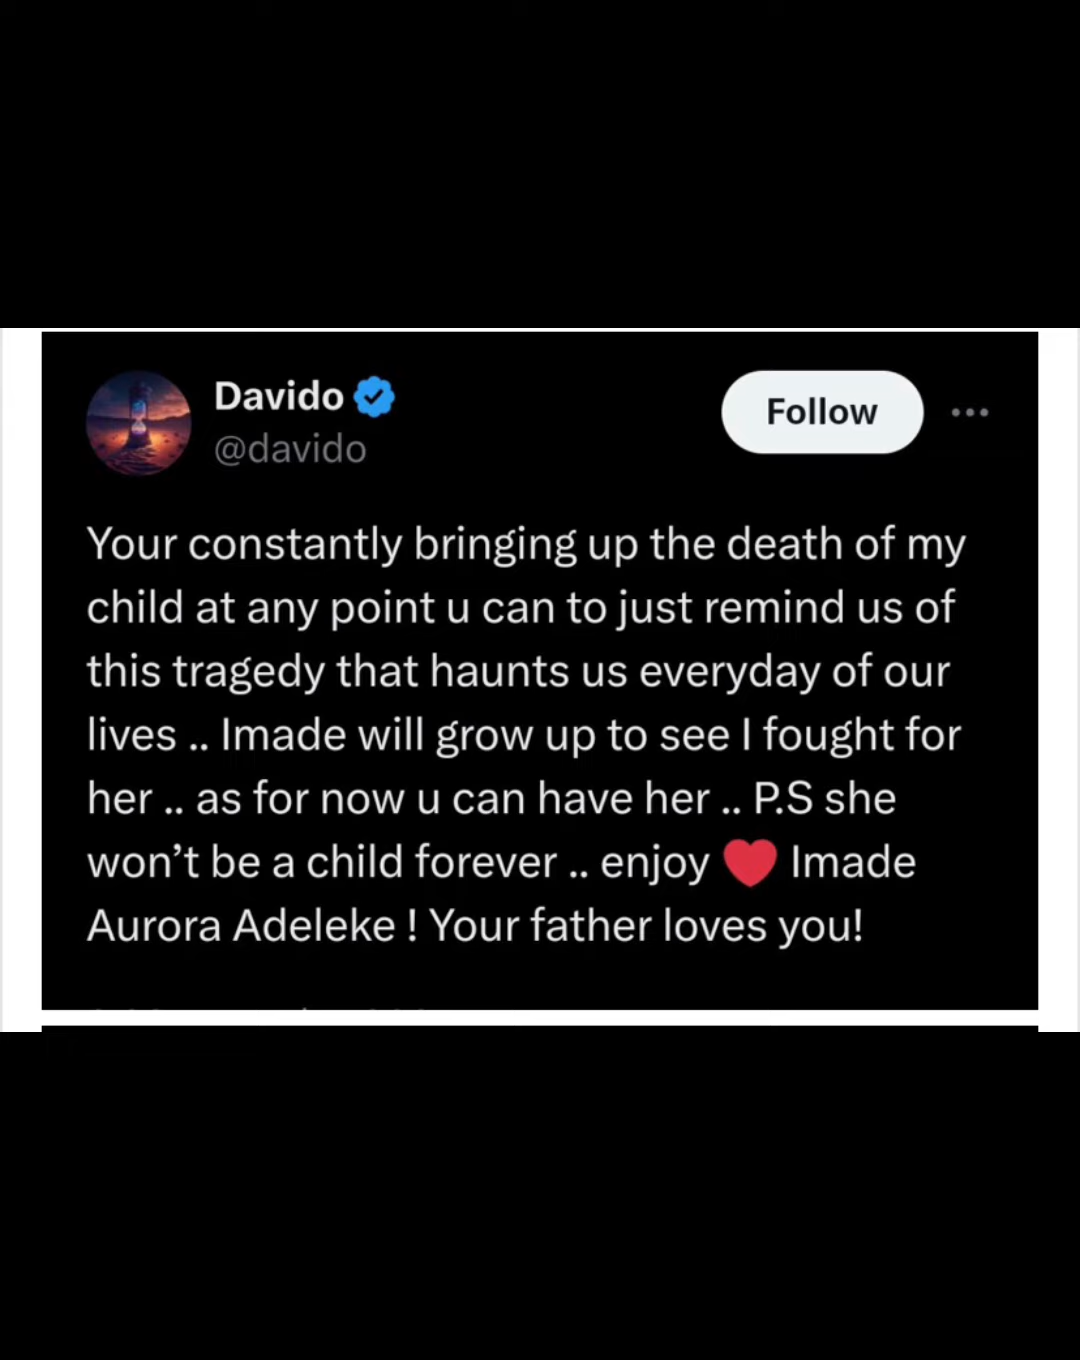 Davido
@davido
Follow
Your constantly bringing up the death of my
child at any point u can to just remind us of
this tragedy that haunts us everyday of our
lives .. Imade will grow up to see I fought for
her .. as for now u can have her .. P.S she
won’t be a child forever .. enjoy ❤️ Imade
Aurora Adeleke ! Your father loves you!